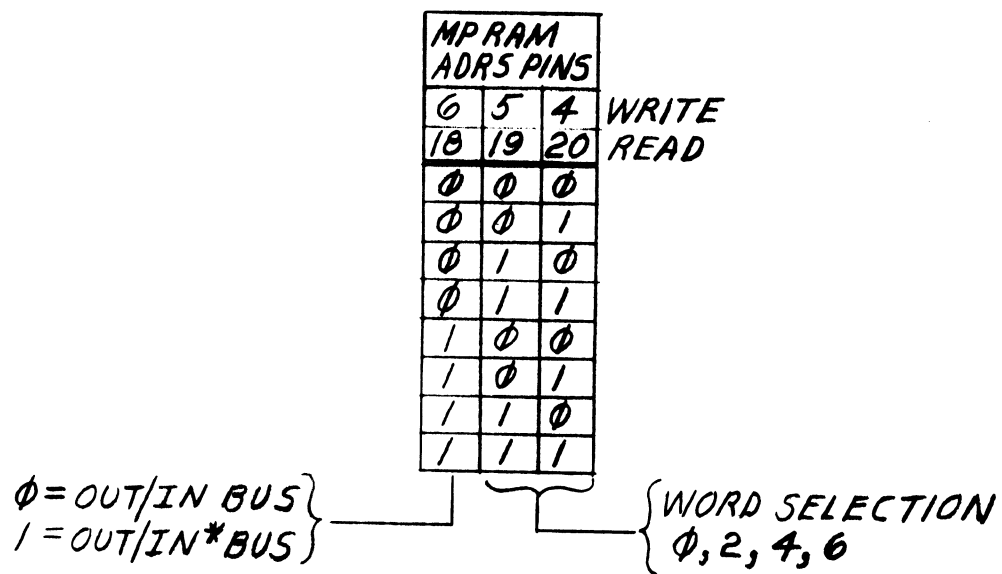 MP RAM
ADRS PINS
6 5 4 WRITE
18 19 20 READ
Ø Ø Ø
Ø Ø 1
Ø 1 Ø
Ø 1 1
1 Ø Ø
1 Ø 1
1 1 Ø
1 1 1
Ø = OUT/IN BUS
1 = OUT/IN* BUS
WORD SELECTION
Ø, 2, 4, 6